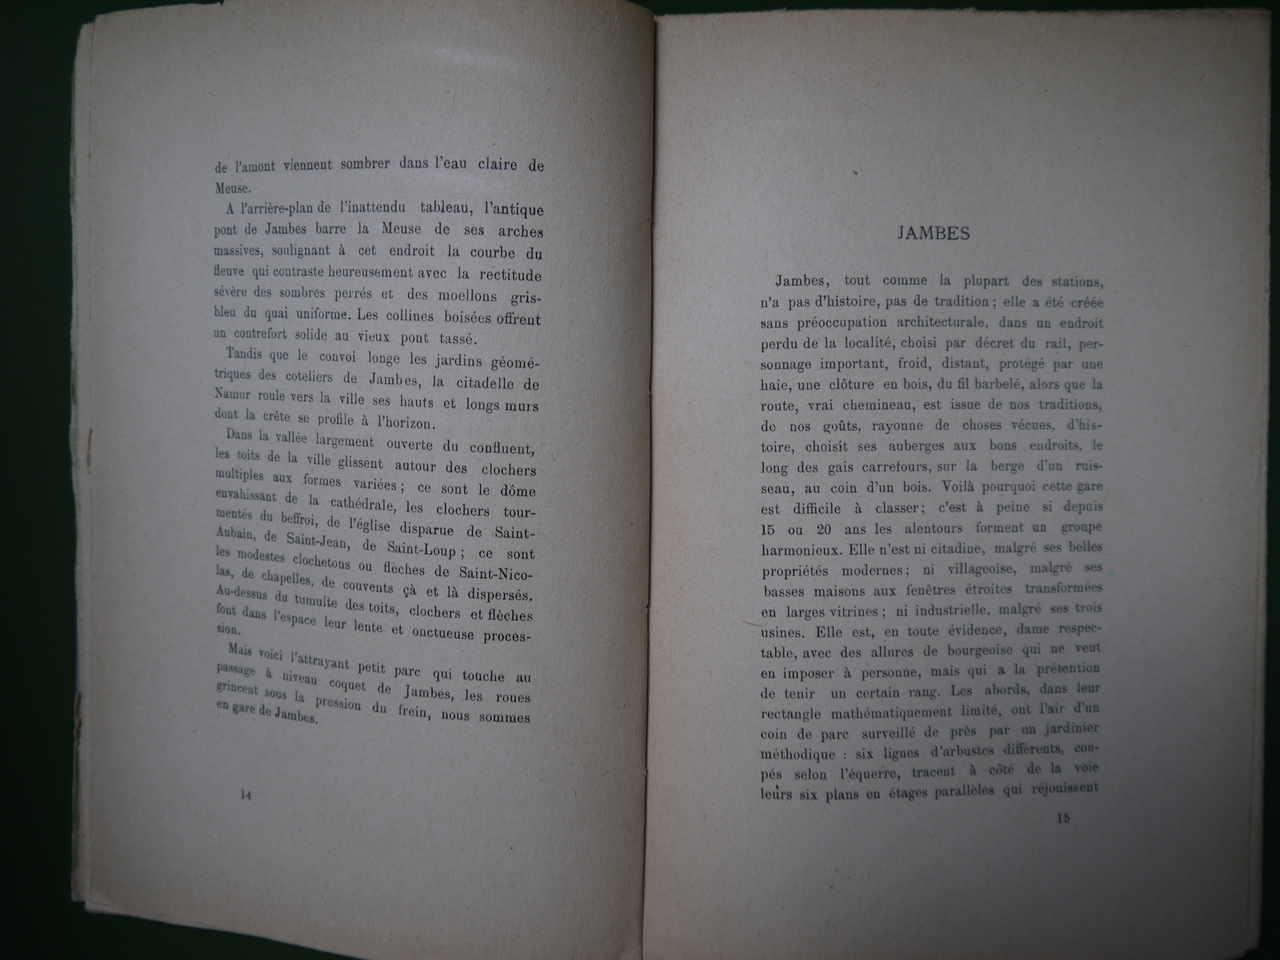 de l'amont viennent sombrer dans l'eau claire de
Meuse.
A l'arrière-plan de l'inattendu tableau, l'antique
pont de Jambes barre la Meuse de ses arches
massives, soulignant à cet endroit la courbe du
fleuve qui contraste heureusement avec la rectitude
sévère des sombres perrés et des moellons gris-
bleu du quai uniforme. Les collines boisées offrent
un contrefort solide au vieux pont tassé.
Tandis que le convoi longe les jardins géomé-
triques des coteliers de Jambes, la citadelle de
Namur roule vers la ville ses hauts et longs murs
dont la crête se profile à l'horizon.
Dans la vallée largement ouverte du confluent,
les toits de la ville glissent autour des clochers
multiples aux formes variées ; ce sont le dôme
envahissant de la cathédrale, les clochers tour-
mentés du beffroi, de l'église disparue de Saint-
Aubain, de Saint-Jean, de Saint-Loup ; ce sont
les modestes clochetons ou flèches de Saint-Nico-
las, de chapelles, de couvents çà et là dispersés.
Au-dessus du tumulte des toits, clochers et flèches
font dans l'espace leur lente et onctueuse proces-
sion.
Mais voici l'attrayant petit parc qui touche au
passage à niveau coquet de Jambes, les roues
grincent sous la pression du frein, nous sommes
en gare de Jambes.
14
JAMBES
Jambes, tout comme la plupart des stations,
n'a pas d'histoire, pas de tradition ; elle a été créée
sans préoccupation architecturale, dans un endroit
perdu de la localité, choisi par décret du rail, per-
sonnage important, froid, distant, protégé par une
haie, une clôture en bois, du fil barbelé, alors que la
route, vrai chemineau, est issue de nos traditions,
de nos goûts, rayonne de choses vécues, d'his-
toire, choisit ses auberges aux bons endroits, le
long des gais carrefours, sur la berge d'un ruis-
seau, au coin d'un bois. Voilà pourquoi cette gare
est difficile à classer ; c'est à peine si depuis
15 ou 20 ans les alentours forment un groupe
harmonieux. Elle n'est ni citadine, malgré ses belles
propriétés modernes ; ni villageoise, malgré ses
basses maisons aux fenêtres étroites transformées
en larges vitrines ; ni industrielle, malgré ses trois
usines. Elle est, en toute évidence, dame respec-
table, avec des allures de bourgeoise qui ne veut
en imposer à personne, mais qui a la prétention
de tenir un certain rang. Les abords, dans leur
rectangle mathématiquement limité, ont l'air d'un
coin de parc surveillé de près par un jardinier
méthodique : six lignes d'arbustes différents, cou-
pés selon l'équerre, tracent à côté de la voie
leurs six plans en étages parallèles qui réjouissent
15